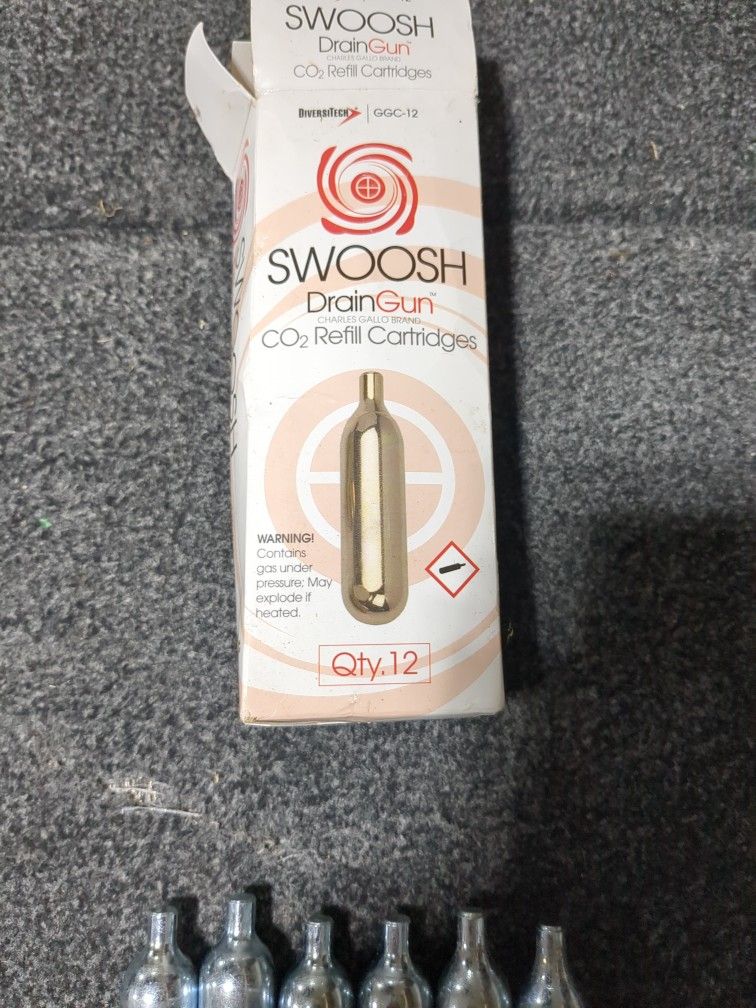 SWOOSH
DrainGun™
CHARLES GALLO BRAND
CO₂ Refill Cartridges
DIVERSITECH | GGC-12
SWOOSH
DrainGun™
CHARLES GALLO BRAND
CO₂ Refill Cartridges
WARNING!
Contains
gas under
pressure; May
explode if
heated.
Qty.12